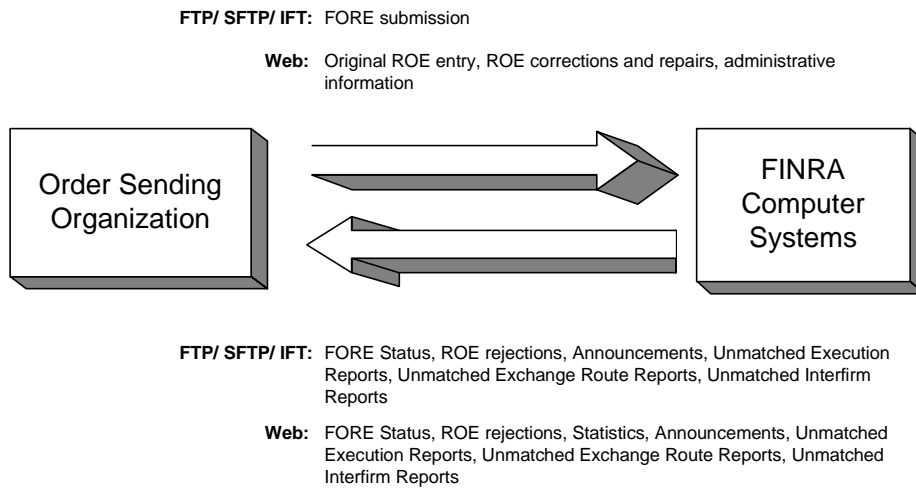 FTP/ SFTP/ IFT: FORE submission
Web: Original ROE entry, ROE corrections and repairs, administrative
information
Order Sending
Organization
FINRA
Computer
Systems
FTP/ SFTP/ IFT: FORE Status, ROE rejections, Announcements, Unmatched Execution
Reports, Unmatched Exchange Route Reports, Unmatched Interfirm
Reports
Web: FORE Status, ROE rejections, Statistics, Announcements, Unmatched
Execution Reports, Unmatched Exchange Route Reports, Unmatched
Interfirm Reports